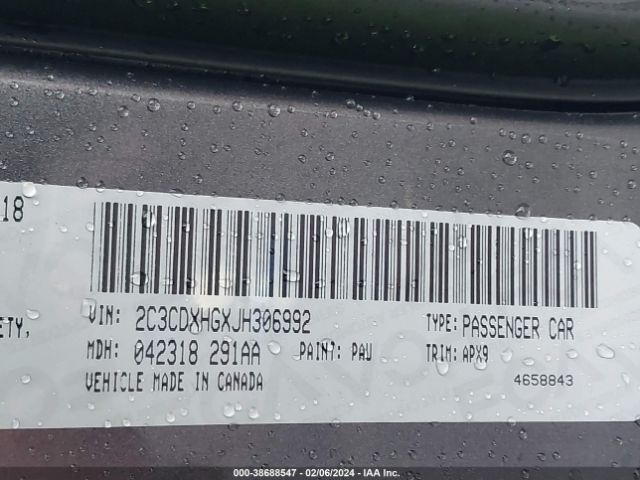 18
ETY,
VIN: 2C3CDXHGXJH306992 TYPE: PASSENGER CAR
MDH: 042318 291AA PAINT: PAU TRIM: APX9
VEHICLE MADE IN CANADA 4658843
000-38688547 - 02/06/2024 - IAA Inc.